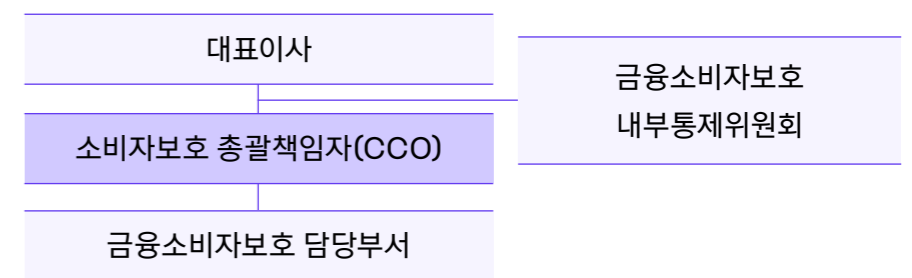 대표이사
금융소비자보호
내부통제위원회
소비자보호 총괄책임자(CCO)
금융소비자보호 담당부서